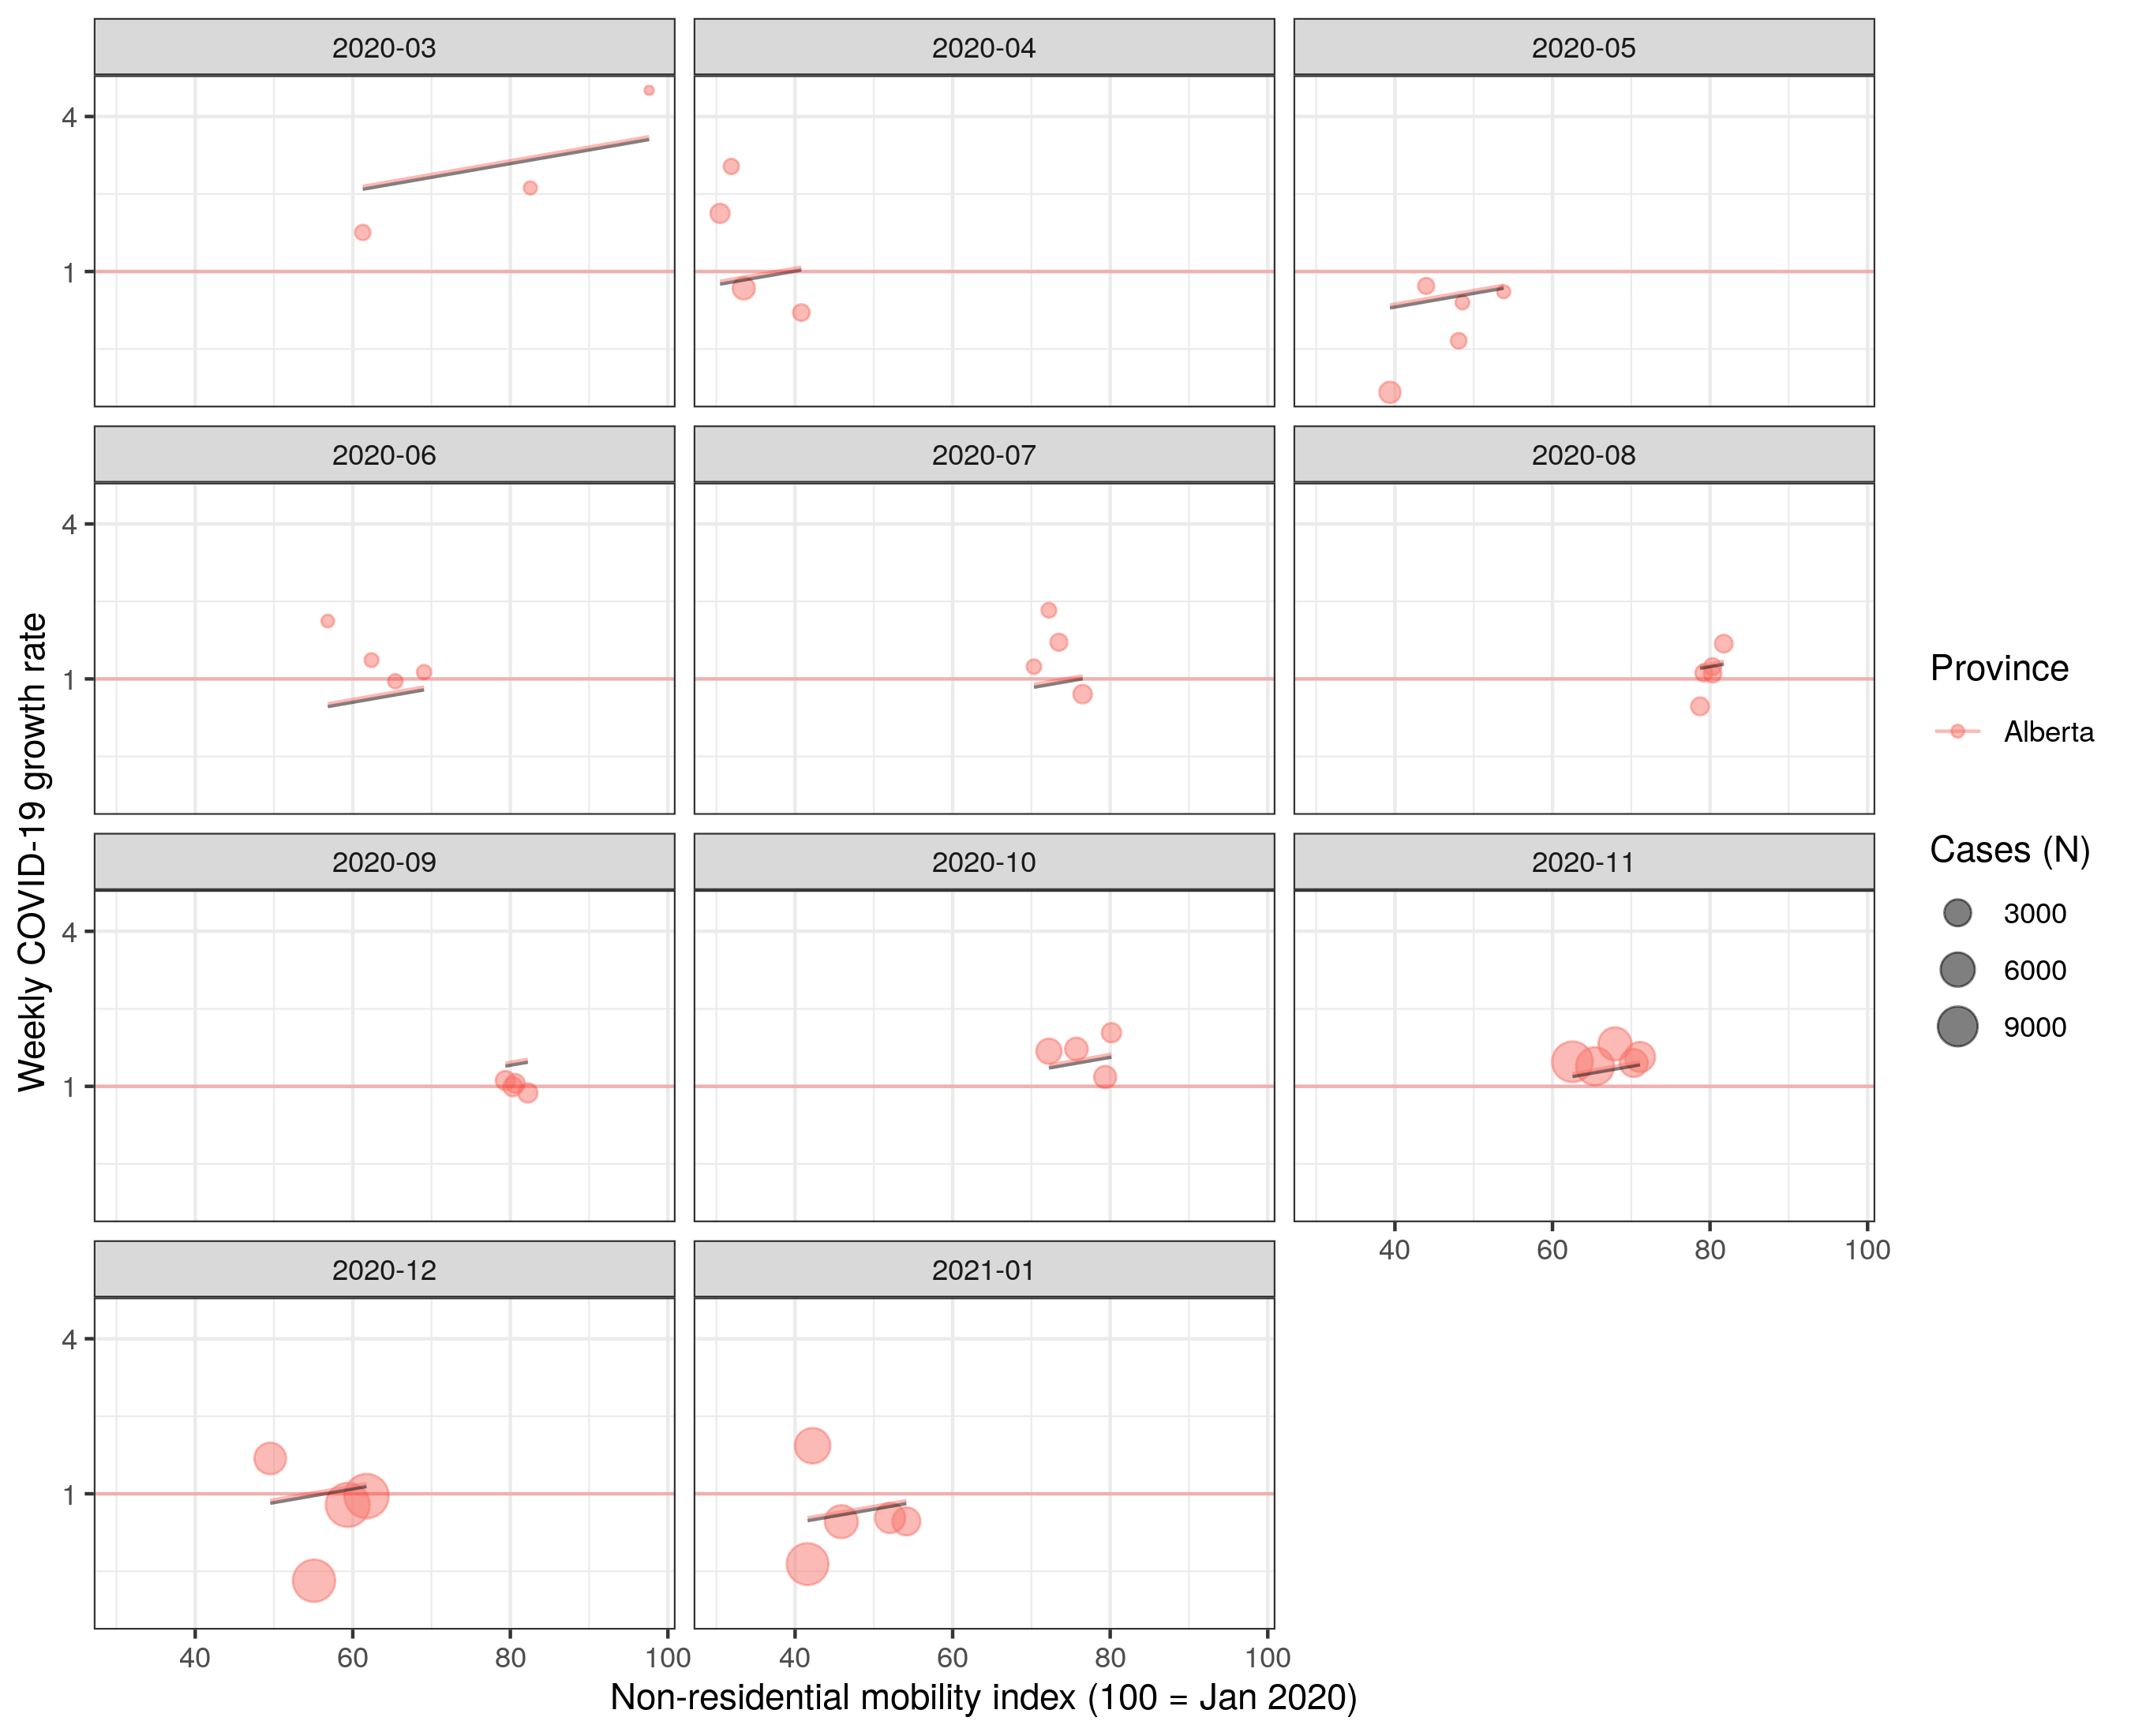 2020-03
2020-04
2020-05
4
1
2020-06
2020-07
2020-08
4
1
Weekly COVID-19 growth rate
Province
Alberta
Cases (N)
3000
6000
9000
2020-09
2020-10
2020-11
4
1
40 60 80 100
2020-12
2021-01
4
1
40 60 80 100
40 60 80 100
Non-residential mobility index (100 = Jan 2020)